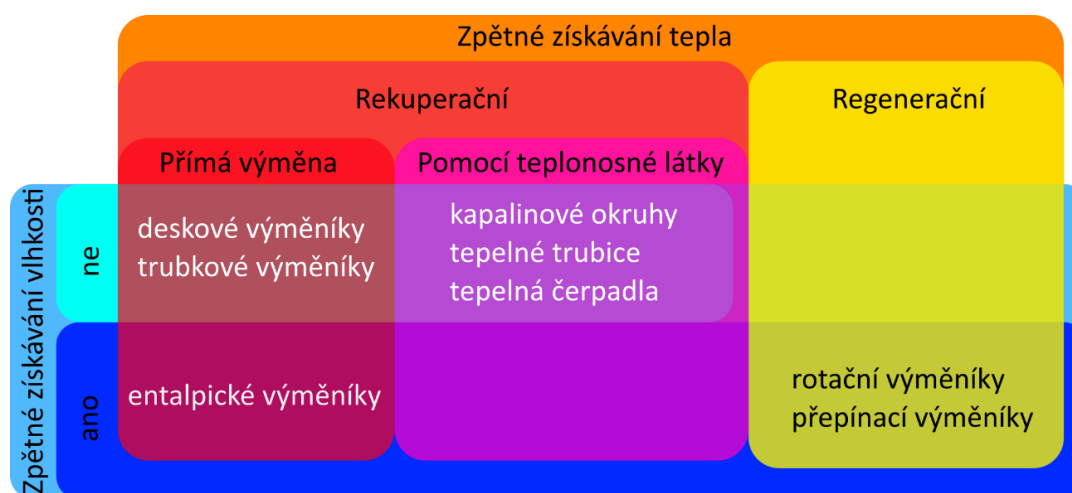 Zpětné získávání tepla
Rekuperační
Regenerační
Přímá výměna
Pomocí teplonosné látky
Zpětné získávání vlhkosti
ne
deskové výměníky
trubkové výměníky
kapalinové okruhy
tepelné trubice
tepelná čerpadla
ano
entalpické výměníky
rotační výměníky
přepínací výměníky